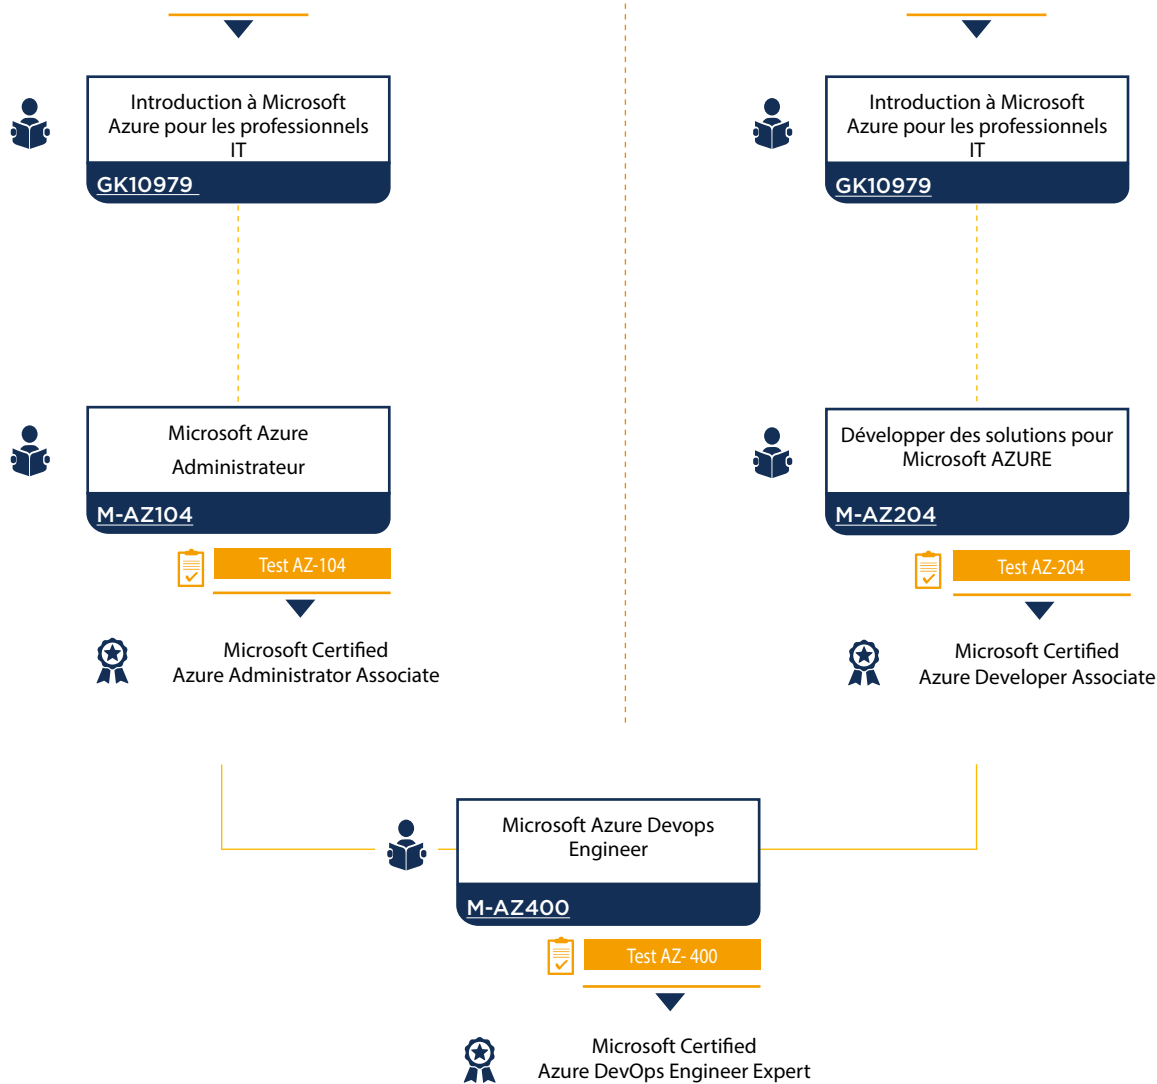 Introduction à Microsoft
Azure pour les professionnels
IT
GK10979
Introduction à Microsoft
Azure pour les professionnels
IT
GK10979
Microsoft Azure
Administrateur
M-AZ104
Test AZ-104
Microsoft Certified
Azure Administrator Associate
Développer des solutions pour
Microsoft AZURE
M-AZ204
Test AZ-204
Microsoft Certified
Azure Developer Associate
Microsoft Azure Devops
Engineer
M-AZ400
Test AZ- 400
Microsoft Certified
Azure DevOps Engineer Expert